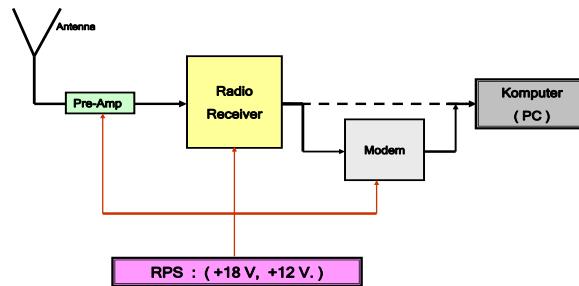 Antenna
Pre-Amp
Radio
Receiver
Modem
Komputer
( PC )
RPS : ( +18 V, +12 V. )